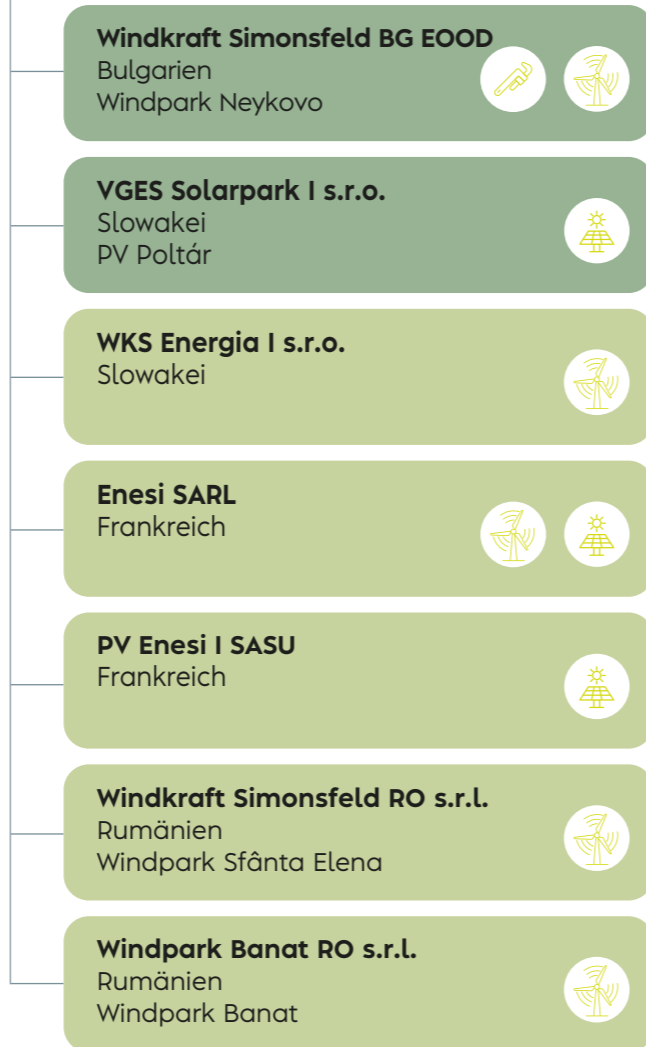 Windkraft Simonsfeld BG EOOD
Bulgarien
Windpark Neykovo
VGES Solarpark I s.r.o.
Slowakei
PV Poltár
WKS Energia I s.r.o.
Slowakei
Enesi SARL
Frankreich
PV Enesi I SASU
Frankreich
Windkraft Simonsfeld RO s.r.l.
Rumänien
Windpark Sfânta Elena
Windpark Banat RO s.r.l.
Rumänien
Windpark Banat